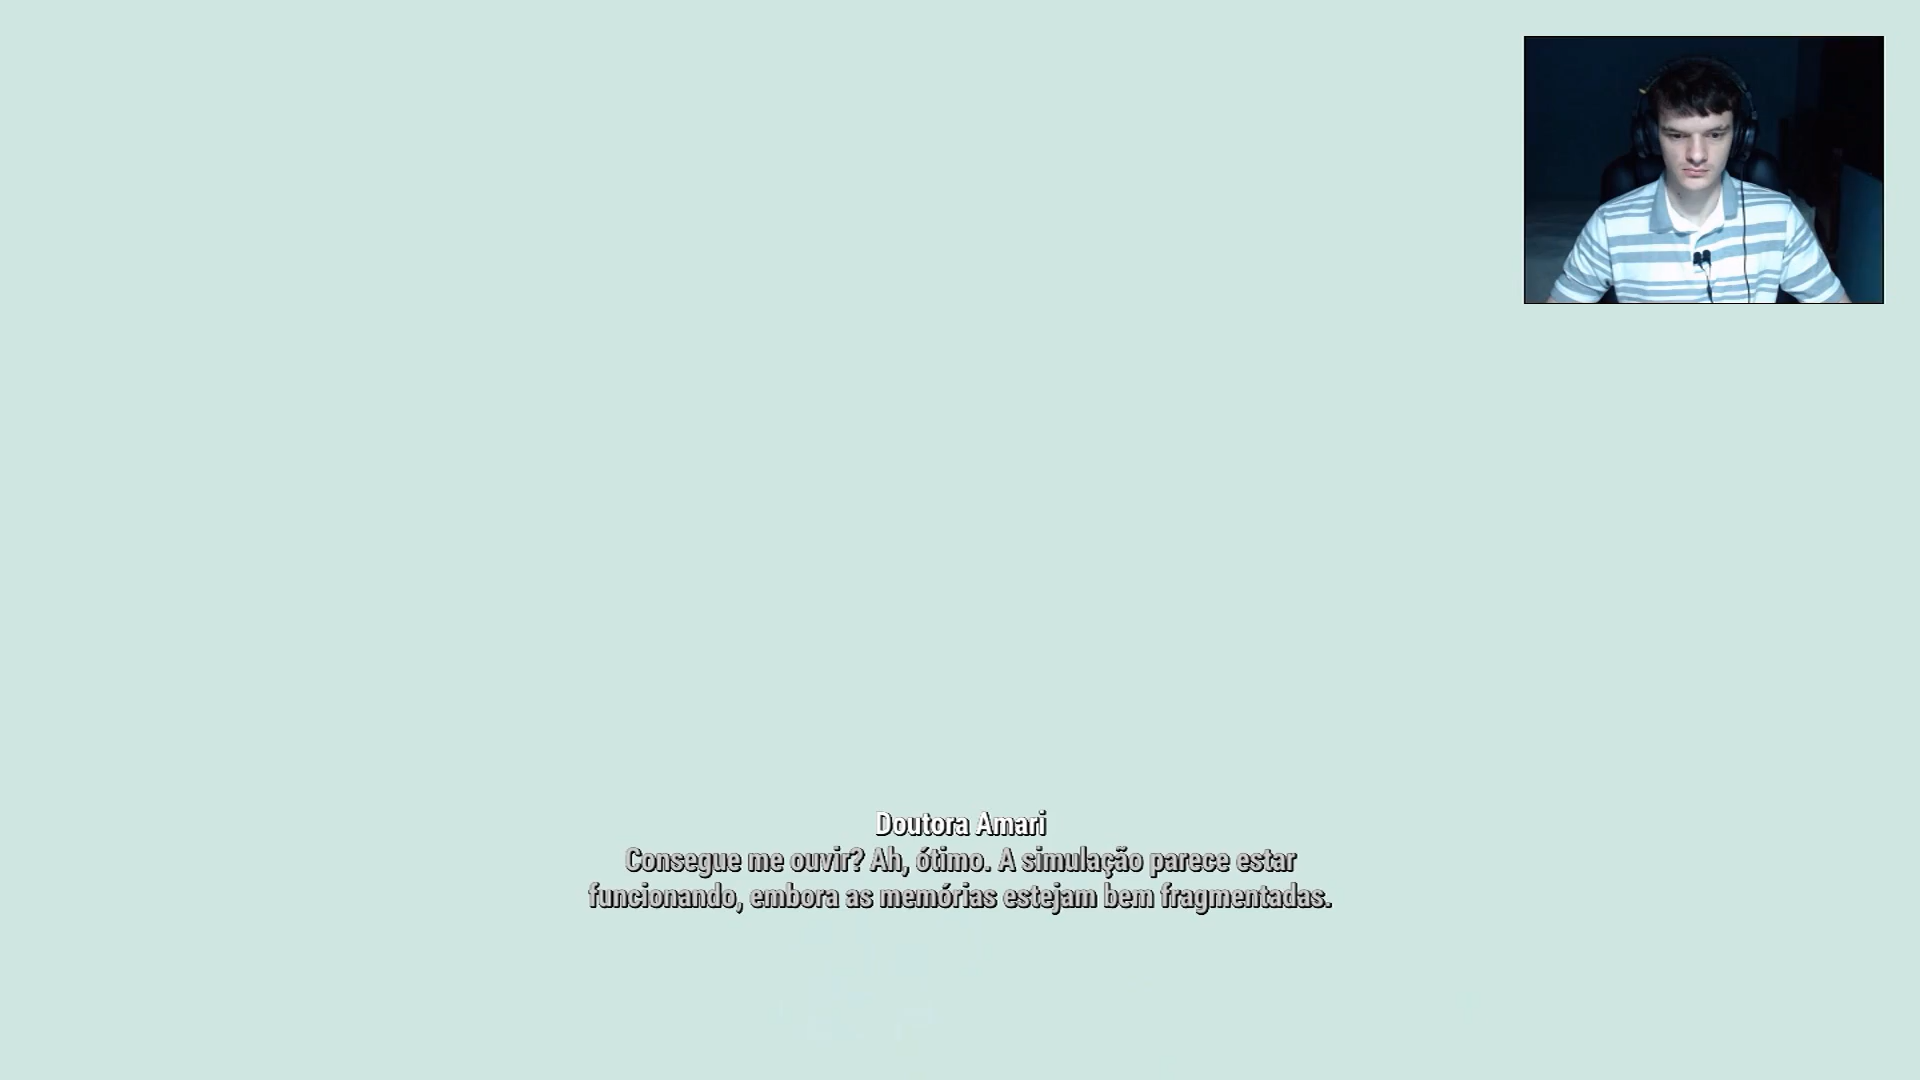 Doutora Amari
Consegue me ouvir? Ah, ótimo. A simulação parece estar
funcionando, embora as memórias estejam bem fragmentadas.